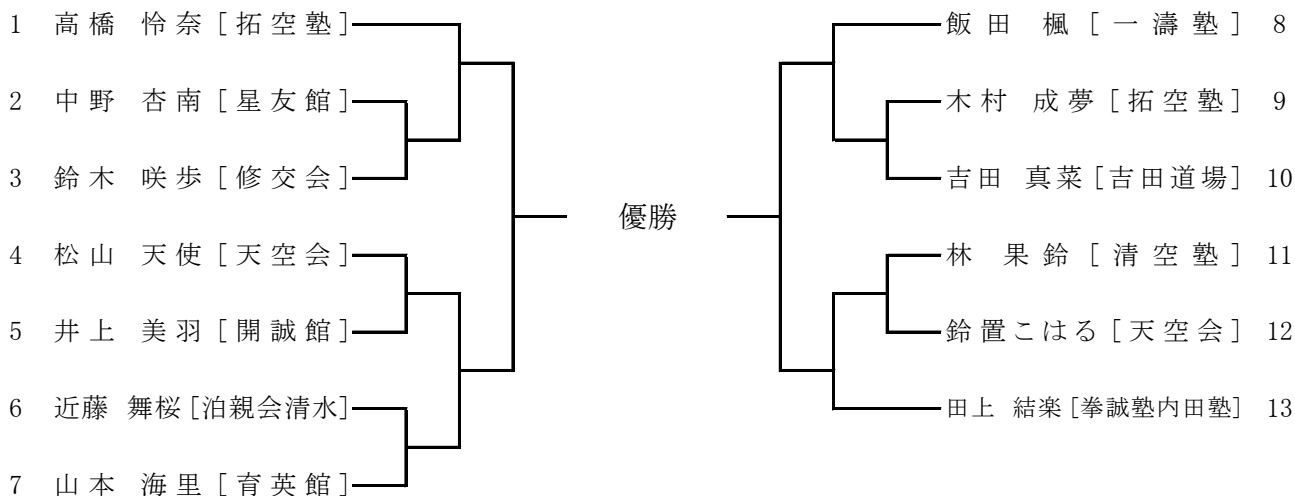 1 高橋 怜奈 [拓空塾]
2 中野 杏南 [星友館]
3 鈴木 咲歩 [修交会]
4 松山 天使 [天空会]
5 井上 美羽 [開誠館]
6 近藤 舞桜 [泊親会清水]
7 山本 海里 [育英館]
優勝
飯田 楓 [一濤塾] 8
木村 成夢 [拓空塾] 9
吉田 真菜 [吉田道場] 10
林 果鈴 [清空塾] 11
鈴置こはる [天空会] 12
田上 結楽 [拳誠塾内田塾] 13